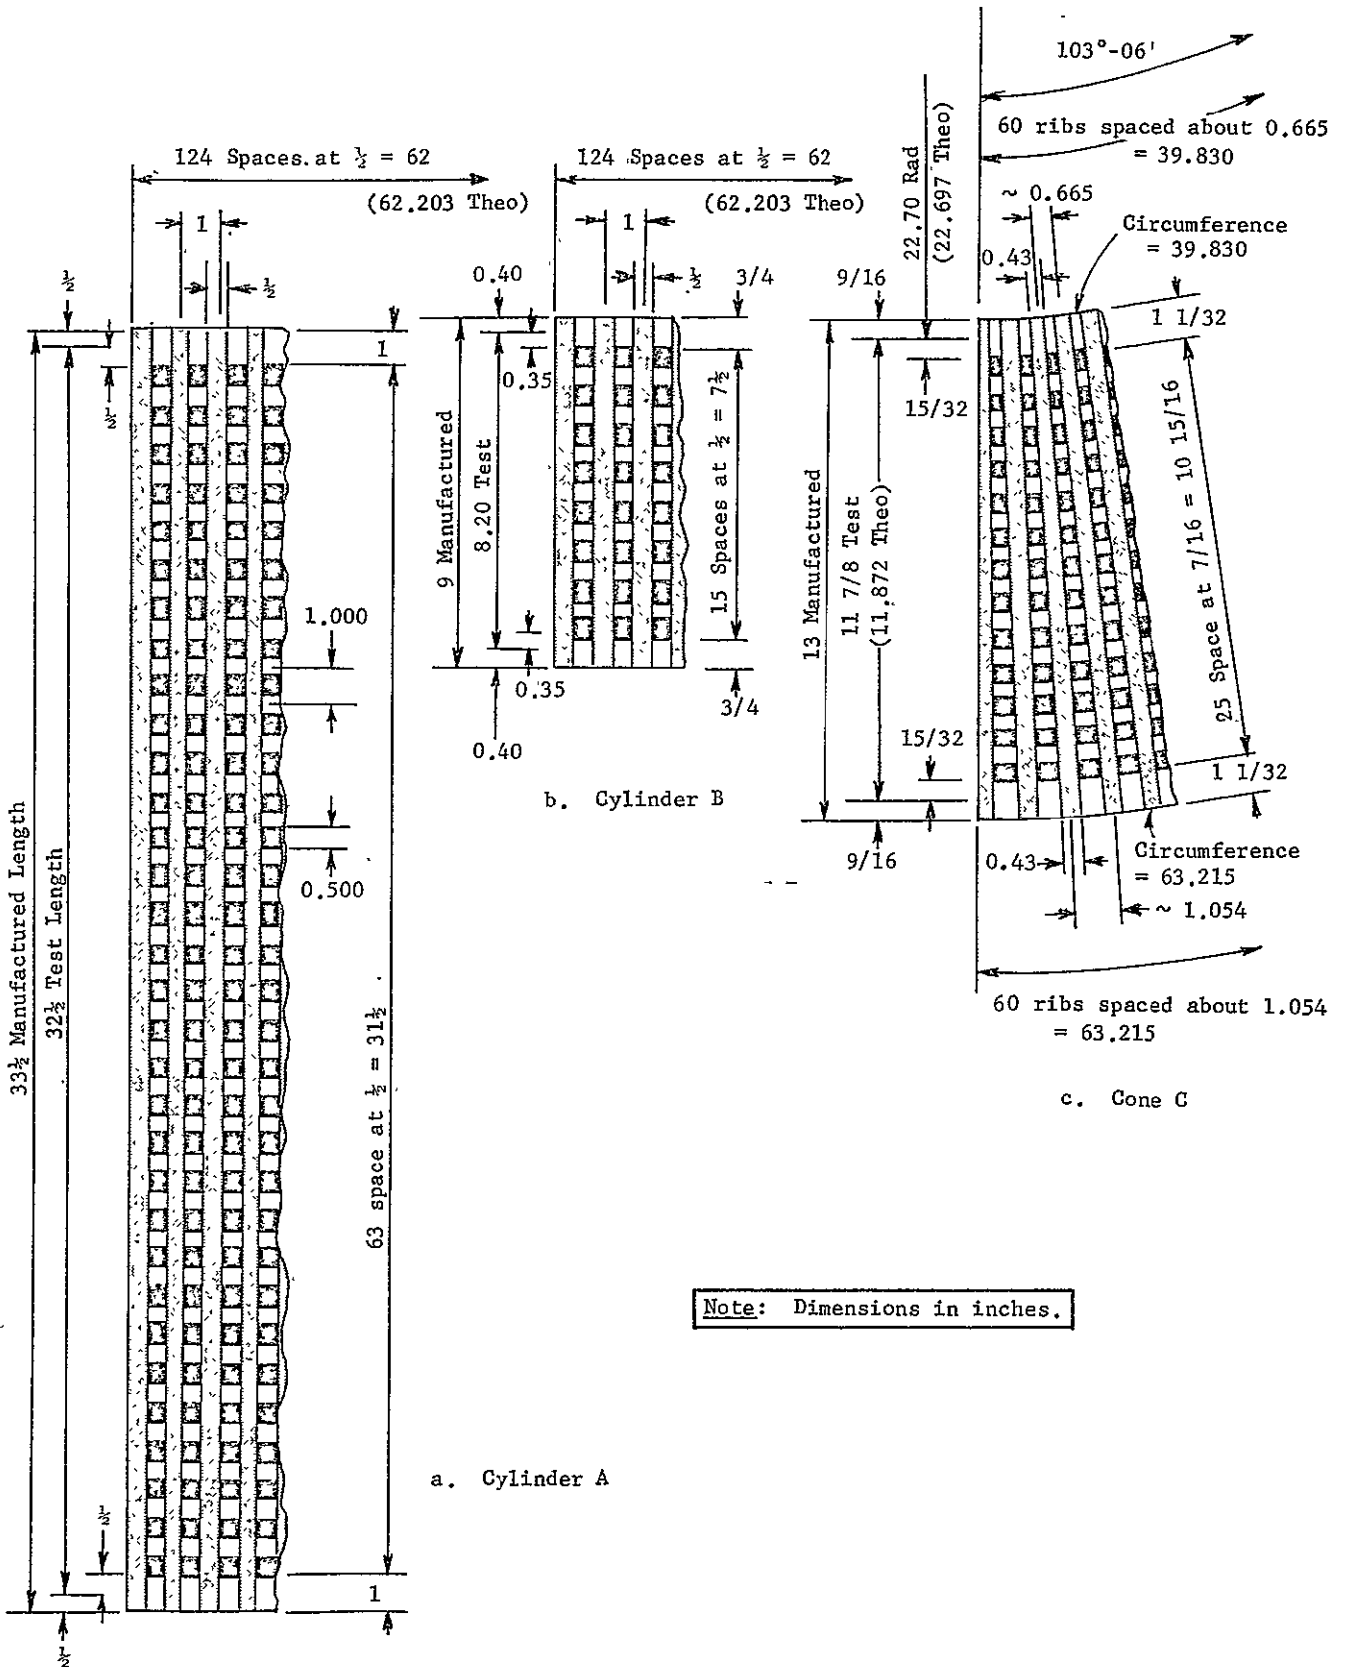 103°-06'
60 ribs spaced about 0.665
= 39.830
124 Spaces. at ½ = 62
(62.203 Theo)
124 Spaces at ½ = 62
(62.203 Theo)
22.70 Rad
(22.697 Theo)
~ 0.665
Circumference
= 39.830
1
½
½
½
1
1
½
0.40
3/4
0.35
9/16
0.43
1 1/32
15/32
33½ Manufactured Length
32½ Test Length
9 Manufactured
8.20 Test
15 Spaces at ½ = 7½
13 Manufactured
11 7/8 Test
(11.872 Theo)
25 Space at 7/16 = 10 15/16
1.000
0.500
0.35
0.40
3/4
b. Cylinder B
15/32
9/16
1 1/32
0.43
Circumference
= 63.215
~ 1.054
60 ribs spaced about 1.054
= 63.215
c. Cone C
63 space at ½ = 31½
Note: Dimensions in inches.
a. Cylinder A
½
1
½